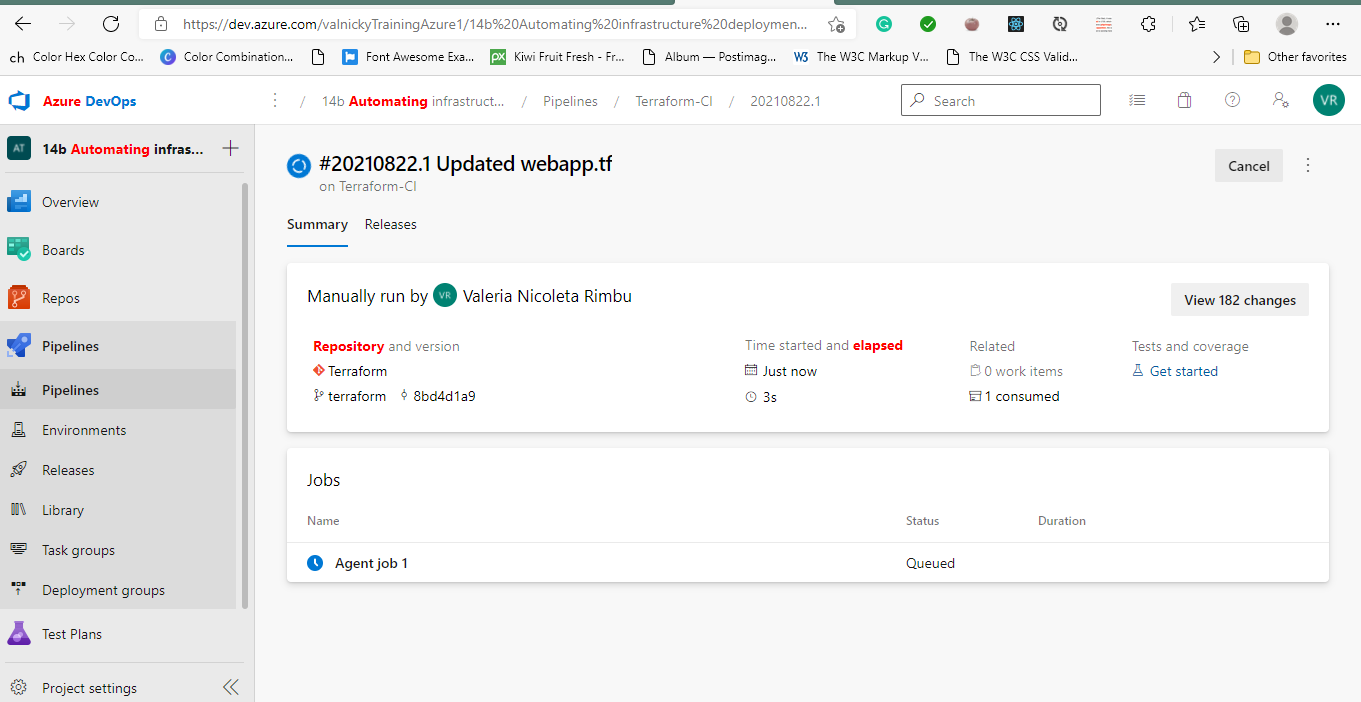 https://dev.azure.com/valnickyTrainingAzure1/14b%20Automating%20infrastructure%20deploymen...
ch Color Hex Color Co... Color Combination... Font Awesome Exa... Kiwi Fruit Fresh - Fr... Album — Postimag... The W3C Markup V... The W3C CSS Valid... Other favorites
Azure DevOps / 14b Automating infrastruct... / Pipelines / Terraform-CI / 20210822.1 Search VR
AT 14b Automating infras...
Overview
Boards
Repos
Pipelines
Pipelines
Environments
Releases
Library
Task groups
Deployment groups
Test Plans
Project settings
#20210822.1 Updated webapp.tf
on Terraform-CI
Cancel
Summary Releases
Manually run by VR Valeria Nicoleta Rimbu
View 182 changes
Repository and version Time started and elapsed Related Tests and coverage
Terraform Just now 0 work items Get started
terraform 8bd4d1a9 3s 1 consumed
Jobs
Name Status Duration
Agent job 1 Queued